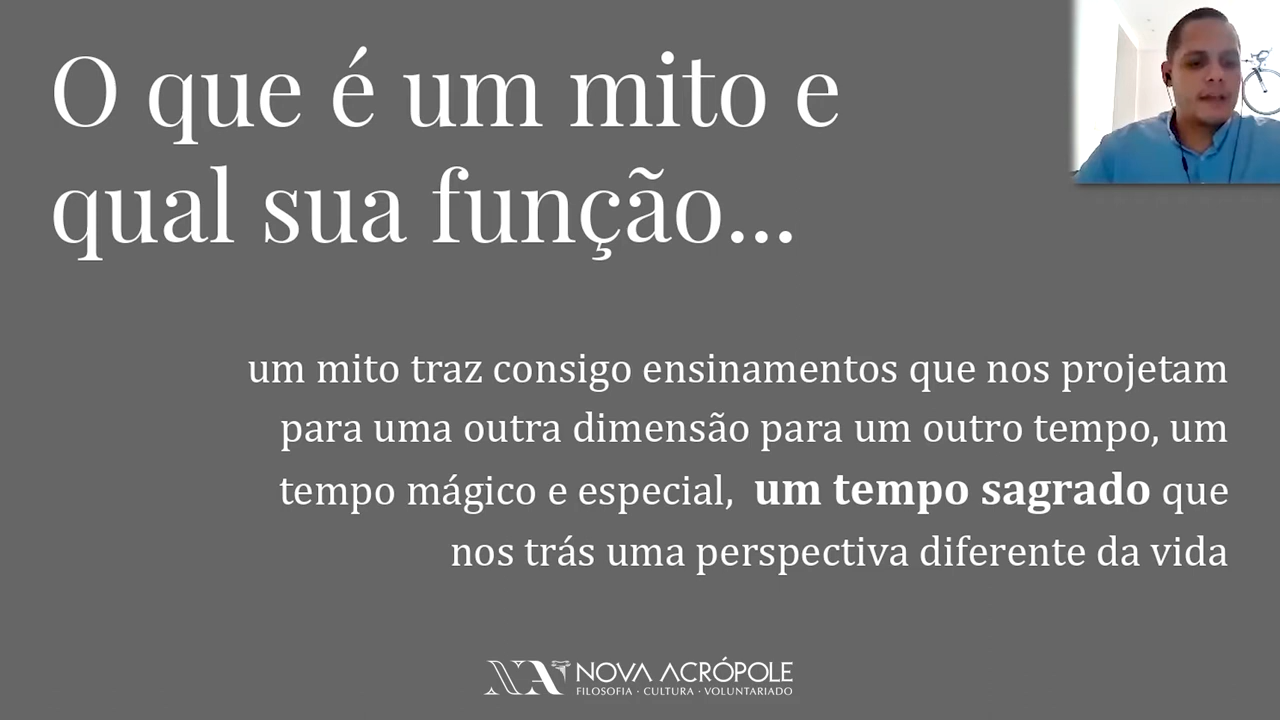 O que é um mito e
qual sua função...
um mito traz consigo ensinamentos que nos projetam
para uma outra dimensão para um outro tempo, um
tempo mágico e especial, um tempo sagrado que
nos trás uma perspectiva diferente da vida
NA NOVA ACRÓPOLE
FILOSOFIA · CULTURA · VOLUNTARIADO